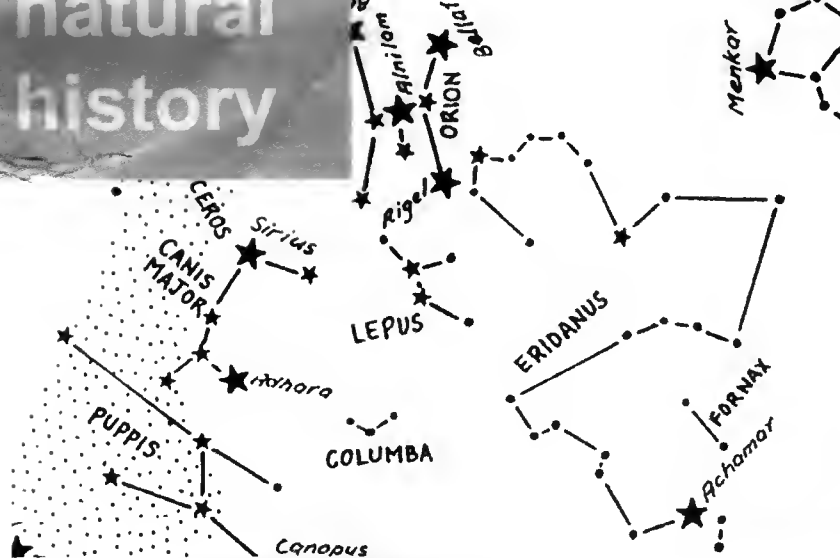 natural
history
Alnilam
Bellat
ORION
Rigel
Menkar
CEROS
Sirius
CANIS
MAJOR
LEPUS
ERIDANUS
FORNAX
Achamar
PUPPIS
COLUMBA
Canopus